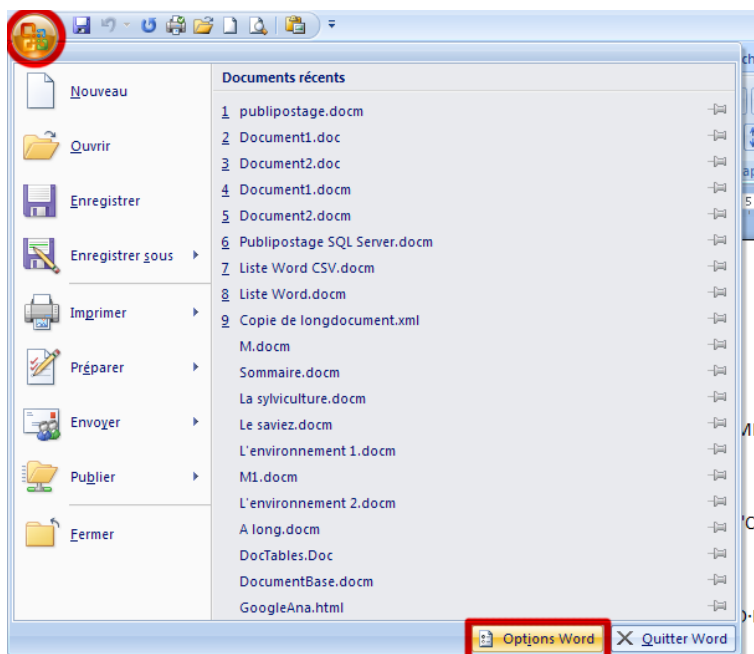 Nouveau
Ouvrir
Enregistrer
Enregistrer sous
Imprimer
Préparer
Envoyer
Publier
Fermer
Documents récents
1 publipostage.docm
2 Document1.doc
3 Document2.doc
4 Document1.docm
5 Document2.docm
6 Publipostage SQL Server.docm
7 Liste Word CSV.docm
8 Liste Word.docm
9 Copie de longdocument.xml
M.docm
Sommaire.docm
La sylviculture.docm
Le saviez.docm
L'environnement 1.docm
M1.docm
L'environnement 2.docm
A long.docm
DocTables.Doc
DocumentBase.docm
GoogleAna.html
Options Word
Quitter Word